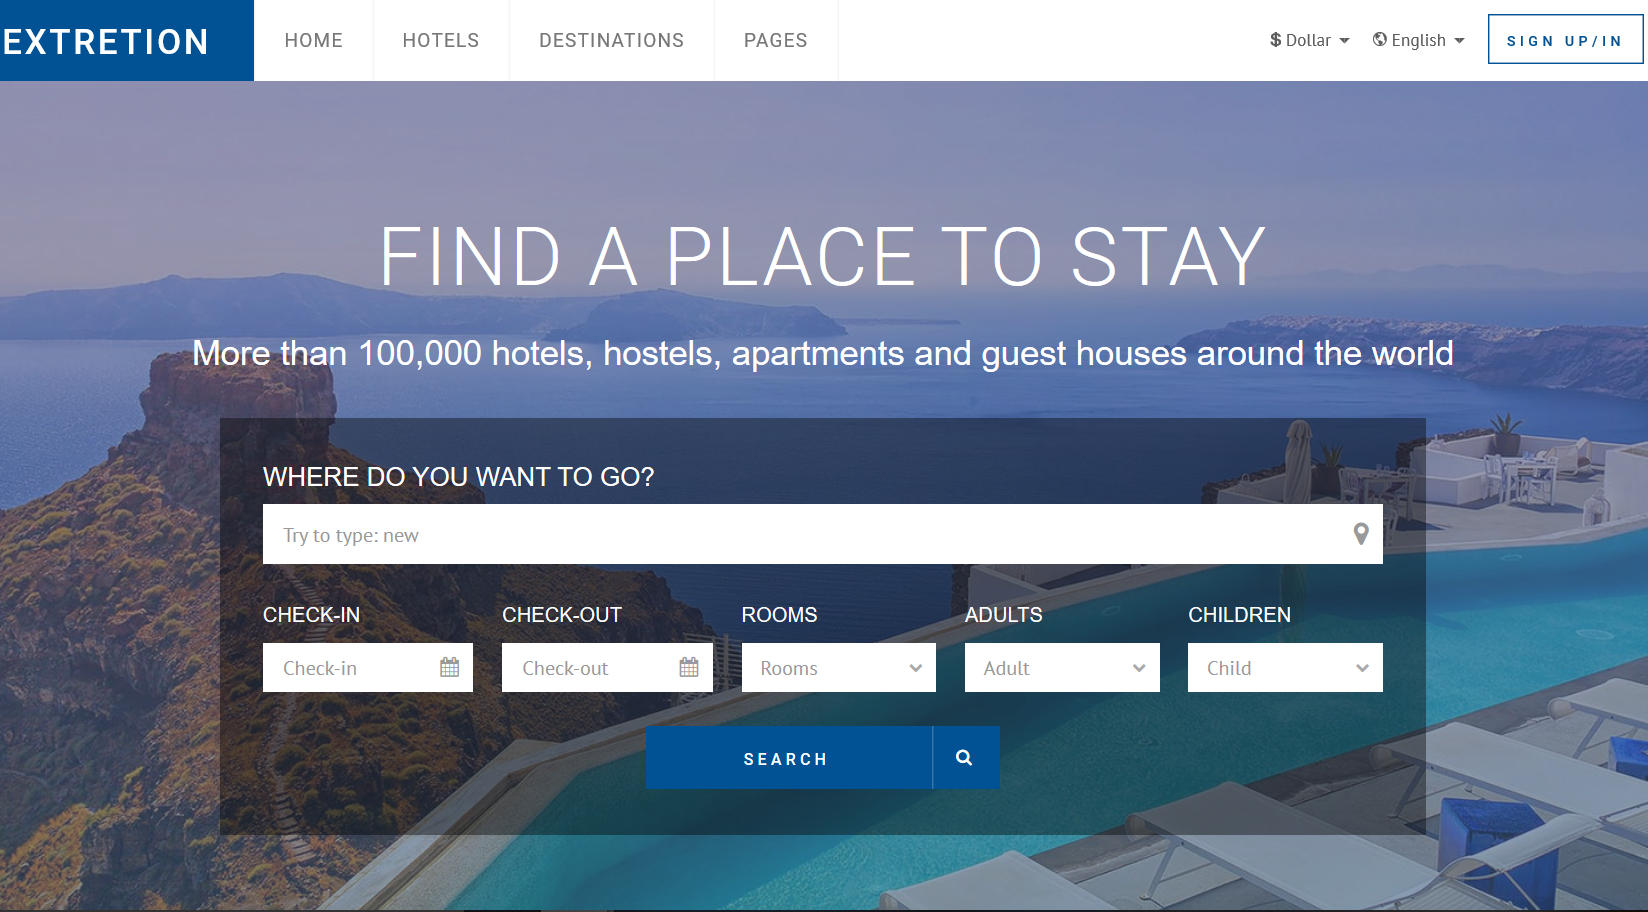 EXTRETION
HOME HOTELS DESTINATIONS PAGES
$ Dollar English SIGN UP/IN
FIND A PLACE TO STAY
More than 100,000 hotels, hostels, apartments and guest houses around the world
WHERE DO YOU WANT TO GO?
Try to type: new
CHECK-IN CHECK-OUT ROOMS ADULTS CHILDREN
Check-in Check-out Rooms Adult Child
SEARCH